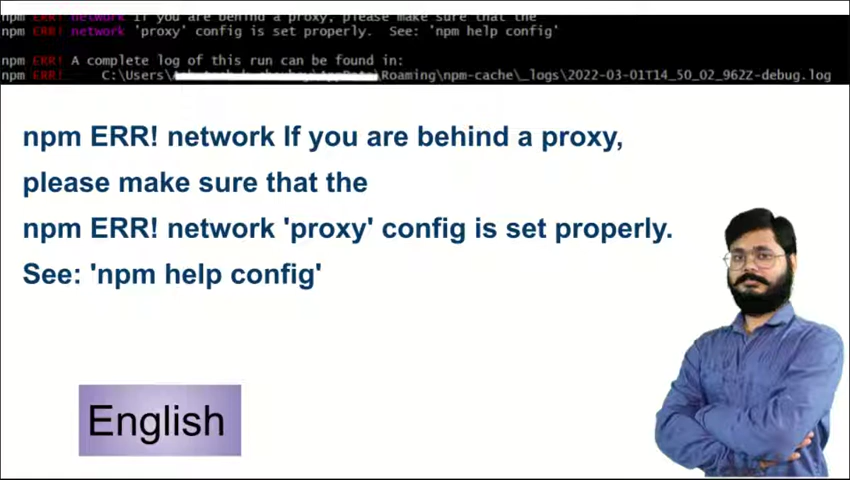 npm ERR! network If you are behind a proxy, please make sure that the
npm ERR! network 'proxy' config is set properly.  See: 'npm help config'
npm ERR! A complete log of this run can be found in:
npm ERR!     C:\Users\ \AppData\Roaming\npm-cache\_logs\2022-03-01T14_50_02_962Z-debug.log
npm ERR! network If you are behind a proxy,
please make sure that the
npm ERR! network 'proxy' config is set properly.
See: 'npm help config'
English